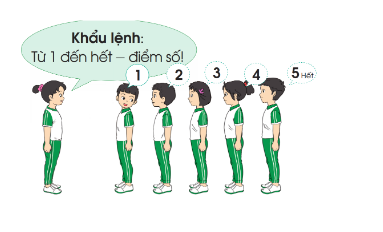 Khẩu lệnh:
Từ 1 đến hết – điểm số!
1 2 3 4 5 Hết.